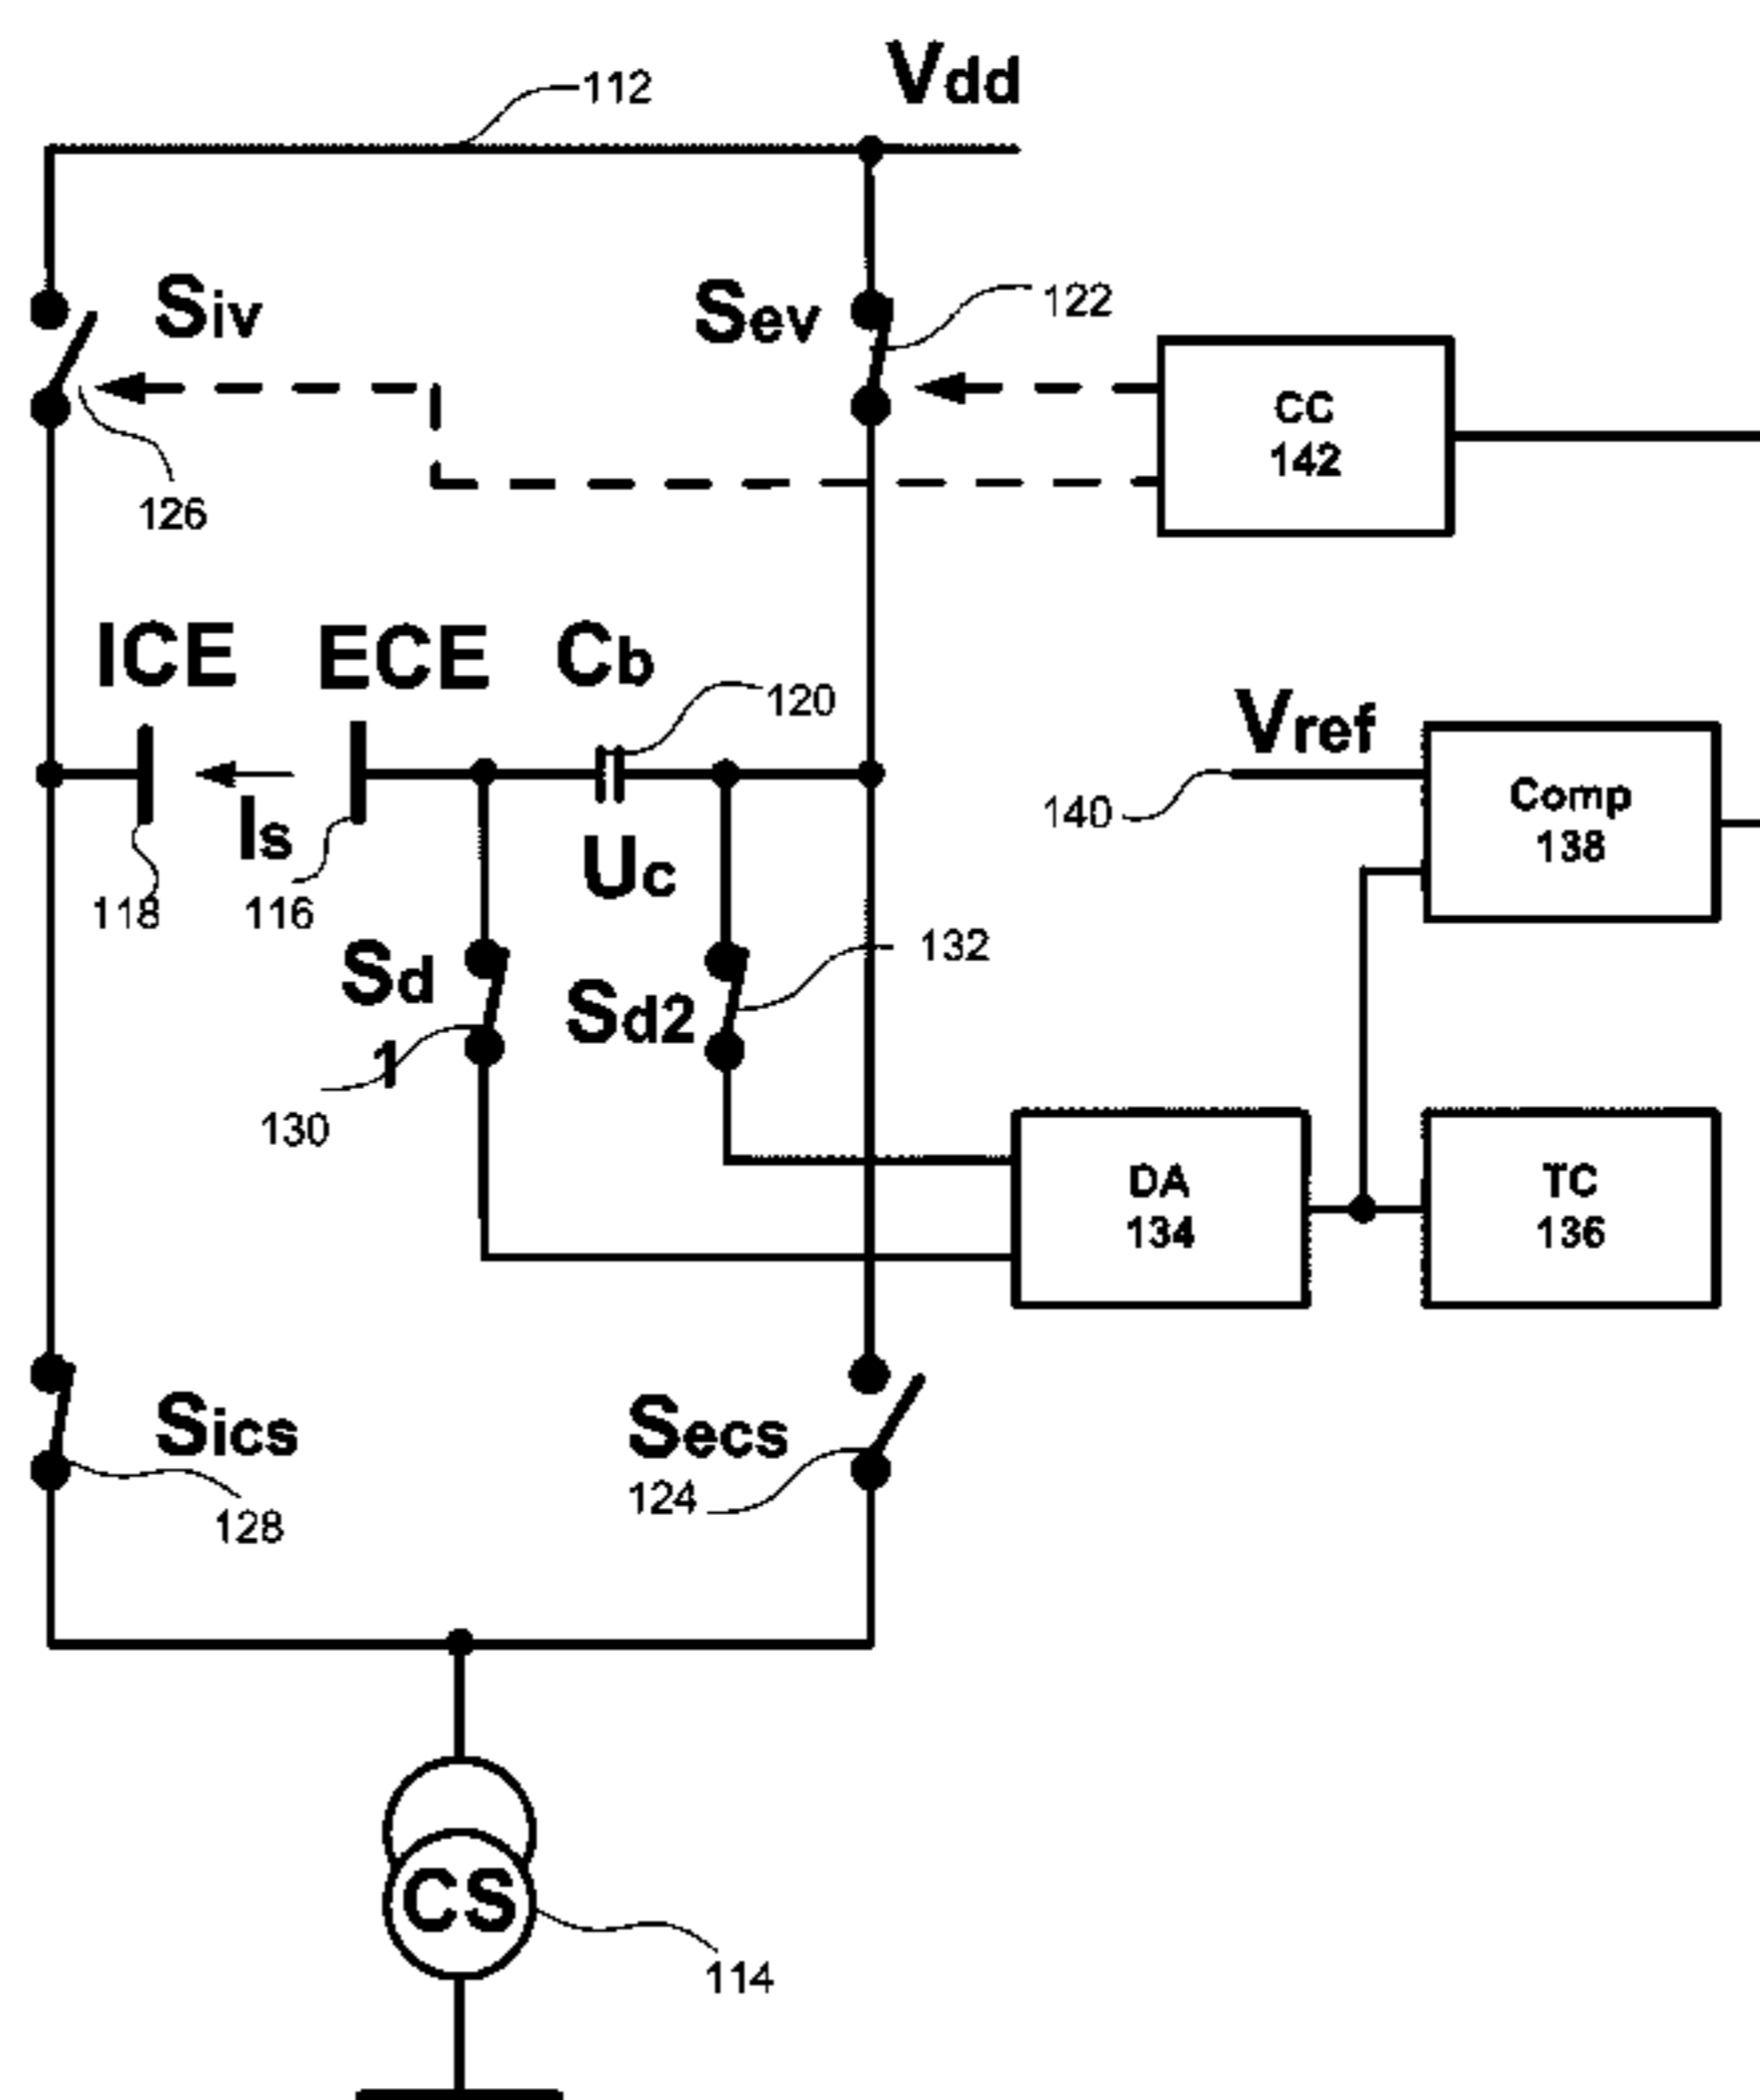 Vdd
112
Siv
Sev
122
CC
142
126
ICE
ECE
Cb
120
Vref
140
Comp
138
Is
Uc
118
116
132
Sd
1
Sd2
130
DA
134
TC
136
Sics
Secs
124
128
CS
114